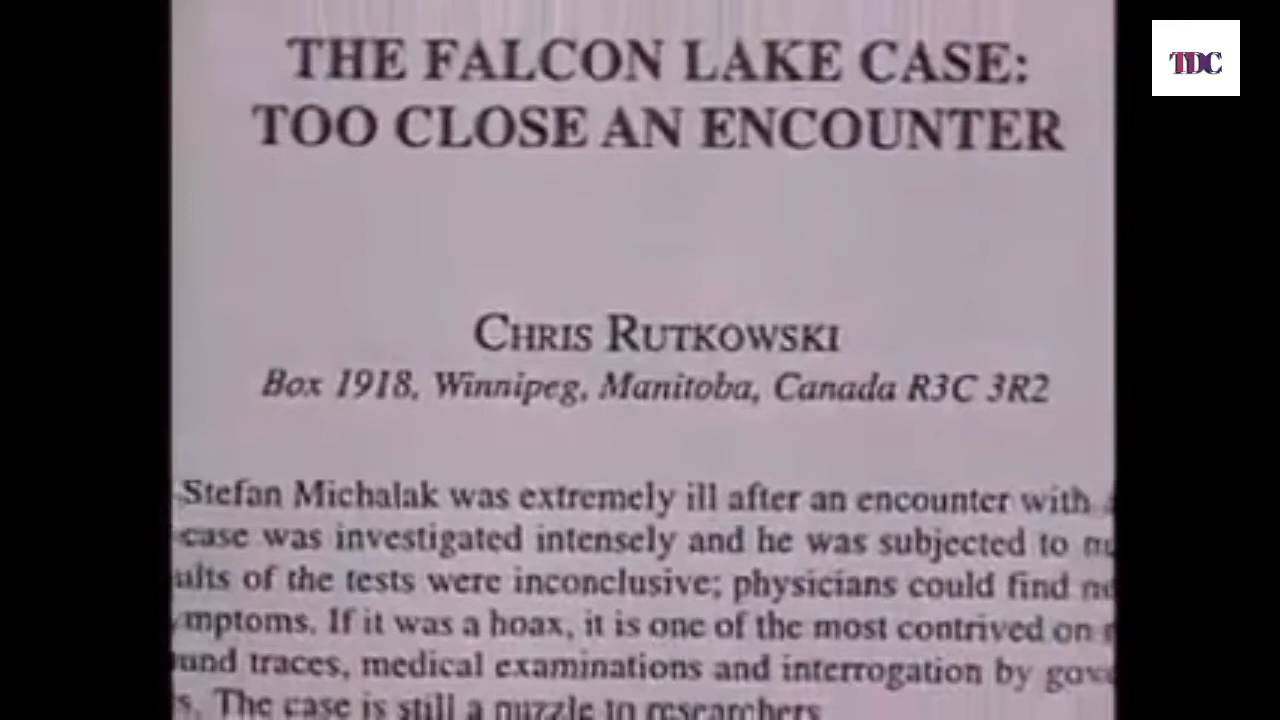 TDC
THE FALCON LAKE CASE:
TOO CLOSE AN ENCOUNTER
CHRIS RUTKOWSKI
Box 1918, Winnipeg, Manitoba, Canada R3C 3R2
Stefan Michalak was extremely ill after an encounter with
case was investigated intensely and he was subjected to
of the tests were inconclusive; physicians could find
If it was a hoax, it is one of the most contrived on
traces, medical examinations and interrogation by
The case is still a puzzle to researchers